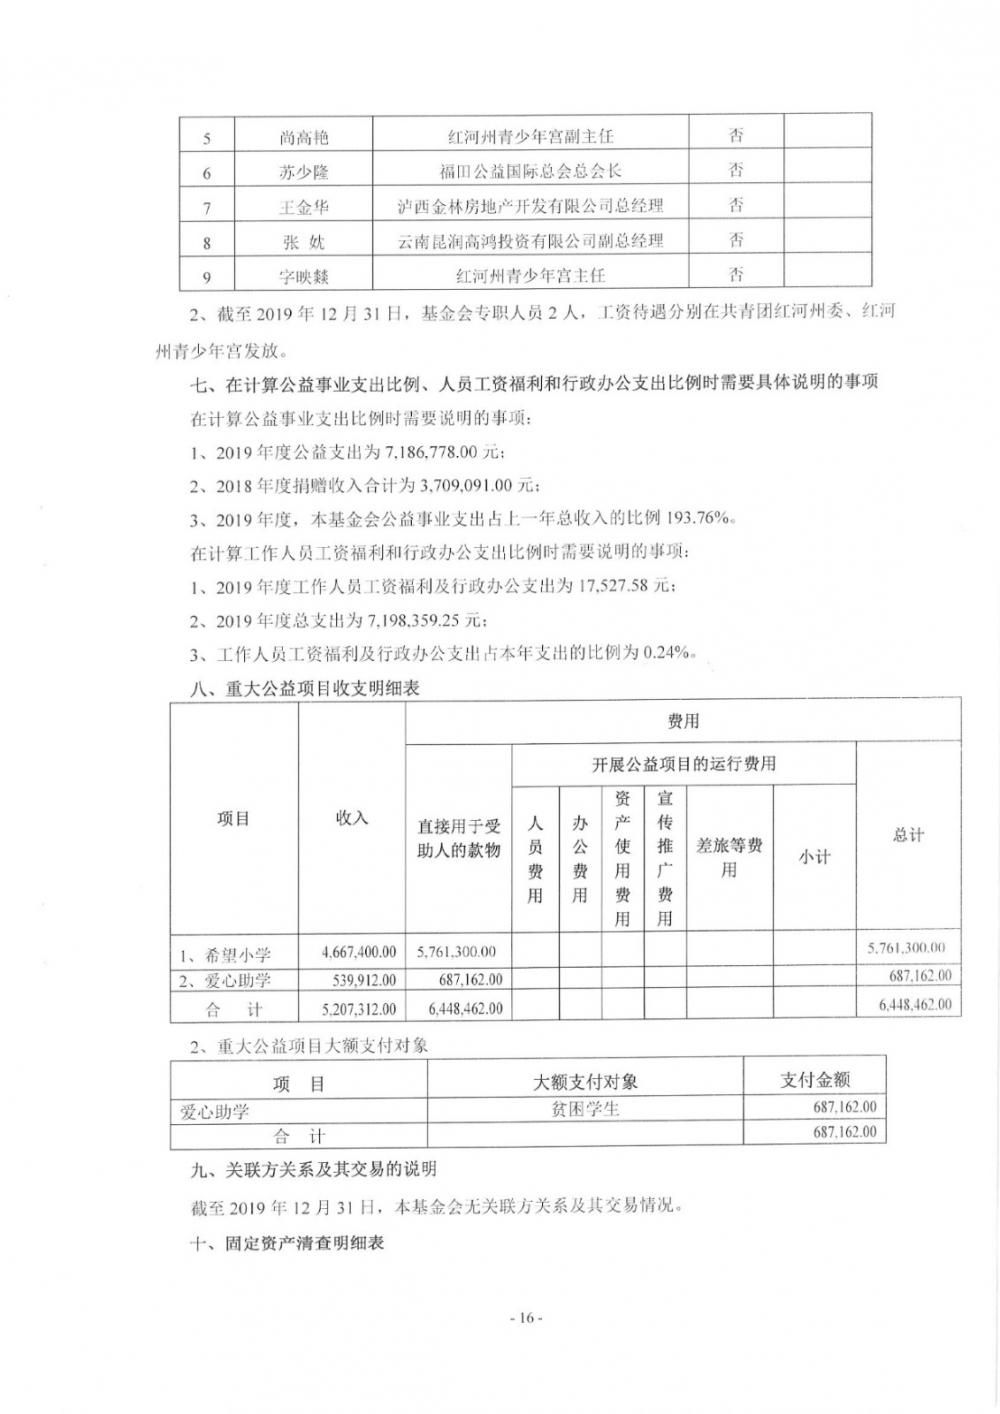 5 尚高艳 红河州青少年宫副主任 否
6 苏少隆 福田公益国际总会总会长 否
7 王金华 泸西金林房地产开发有限公司总经理 否
8 张 妉 云南昆润高鸿投资有限公司副总经理 否
9 字映燚 红河州青少年宫主任 否
2、截至 2019 年 12 月 31 日，基金会专职人员 2 人，工资待遇分别在共青团红河州委、红河
州青少年宫发放。
七、在计算公益事业支出比例、人员工资福利和行政办公支出比例时需要具体说明的事项
在计算公益事业支出比例时需要说明的事项：
1、2019 年度公益支出为 7,186,778.00 元；
2、2018 年度捐赠收入合计为 3,709,091.00 元；
3、2019 年度，本基金会公益事业支出占上一年总收入的比例 193.76%。
在计算工作人员工资福利和行政办公支出比例时需要说明的事项：
1、2019 年度工作人员工资福利及行政办公支出为 17,527.58 元；
2、2019 年度总支出为 7,198,359.25 元；
3、工作人员工资福利及行政办公支出占本年支出的比例为 0.24%。
八、重大公益项目收支明细表
项目 收入 费用
直接用于受助人的款物 开展公益项目的运行费用 总计
人员费用 办公费用 资产使用费用 宣传推广费用 差旅等费用 小计
1、希望小学 4,667,400.00 5,761,300.00 5,761,300.00
2、爱心助学 539,912.00 687,162.00 687,162.00
合 计 5,207,312.00 6,448,462.00 6,448,462.00
2、重大公益项目大额支付对象
项 目 大额支付对象 支付金额
爱心助学 贫困学生 687,162.00
合 计 687,162.00
九、关联方关系及其交易的说明
截至 2019 年 12 月 31 日，本基金会无关联方关系及其交易情况。
十、固定资产清查明细表
- 16 -